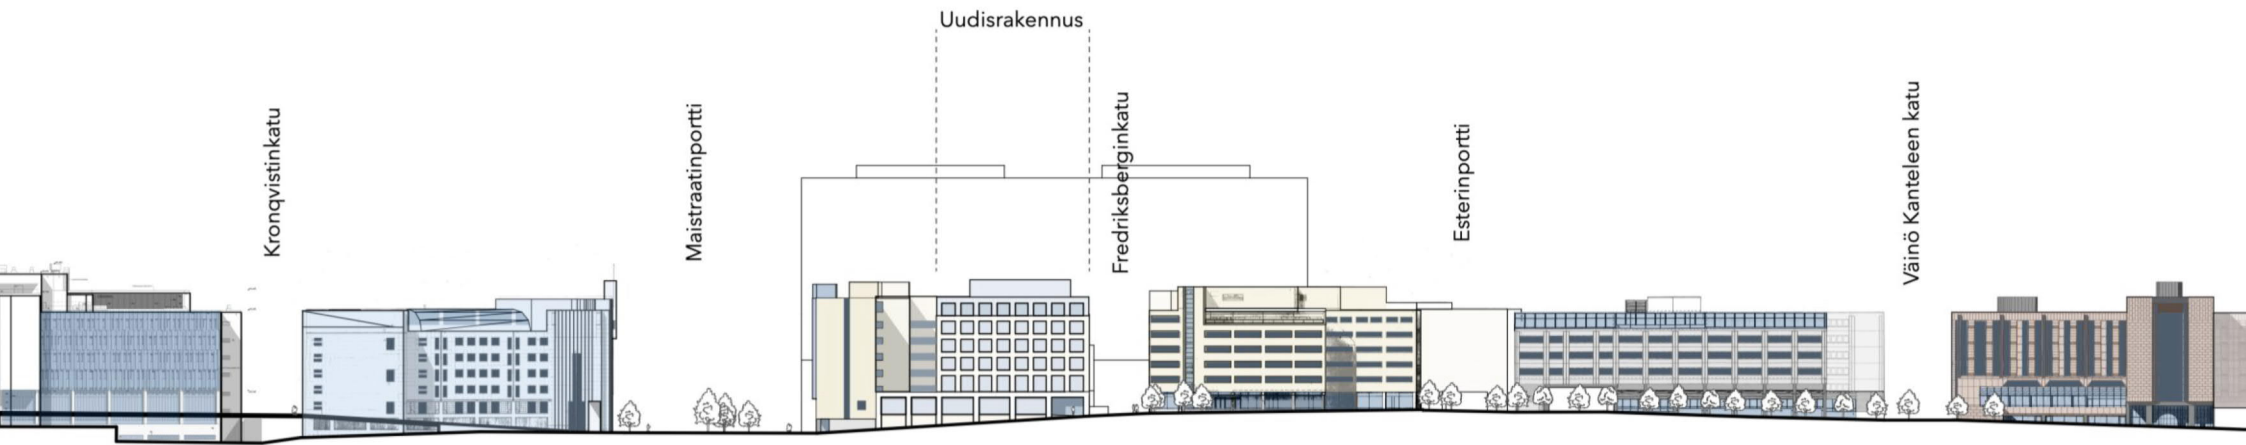 Uudisrakennus
Kronqvistinkatu
Maistraatinportti
Fredriksberginkatu
Esterinportti
Väinö Kanteleen katu